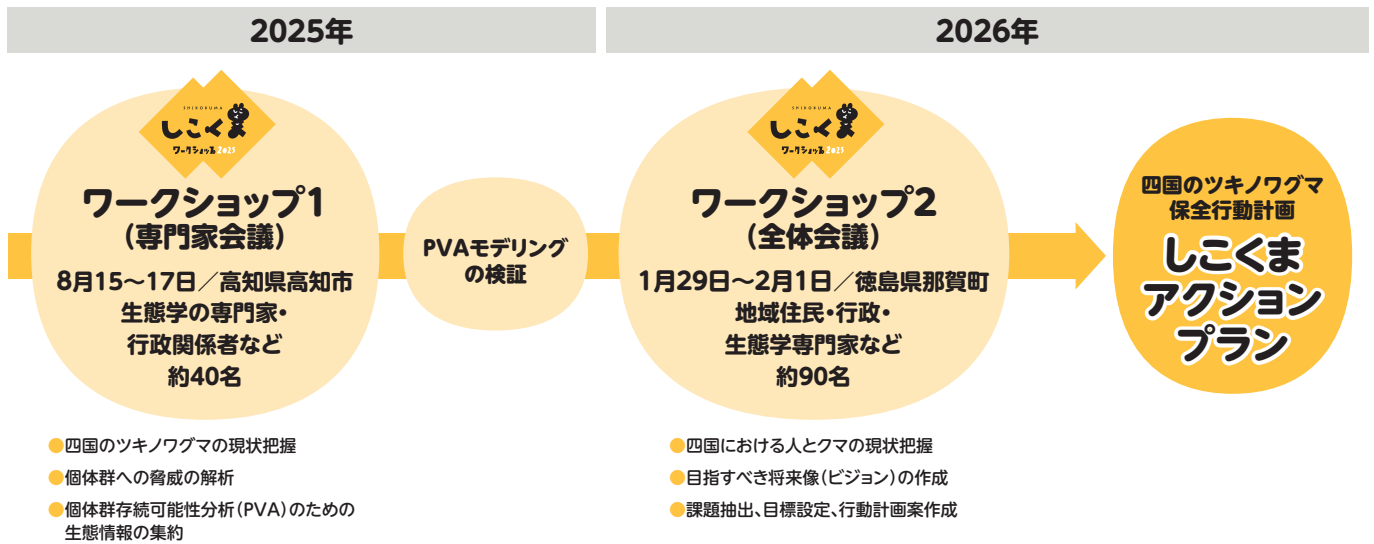 2025年
2026年
SHIKOKUMA
しこくま
ワークショップ2025
ワークショップ1
（専門家会議）
8月15～17日／高知県高知市
生態学の専門家・
行政関係者など
約40名
●四国のツキノワグマの現状把握
●個体群への脅威の解析
●個体群存続可能性分析（PVA）のための
生態情報の集約
PVAモデリング
の検証
SHIKOKUMA
しこくま
ワークショップ2025
ワークショップ2
（全体会議）
1月29日～2月1日／徳島県那賀町
地域住民・行政・
生態学専門家など
約90名
●四国における人とクマの現状把握
●目指すべき将来像（ビジョン）の作成
●課題抽出、目標設定、行動計画案作成
四国のツキノワグマ
保全行動計画
しこくま
アクション
プラン